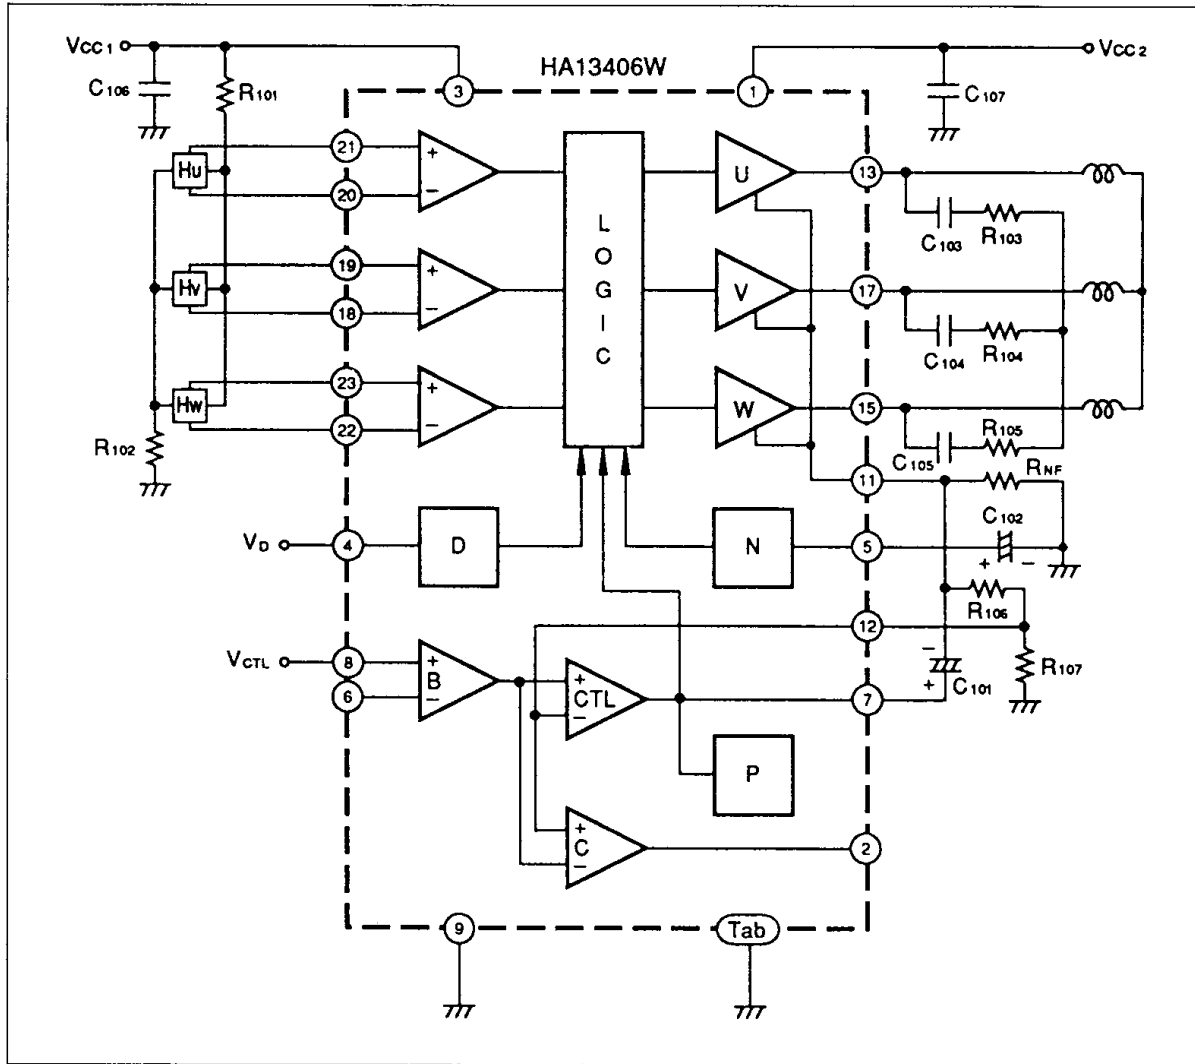 VCC1
VCC2
HA13406W
C106
R101
3
1
C107
21
+
U
13
Hu
20
−
C103
R103
L
O
G
I
C
19
+
V
17
Hv
18
−
C104
R104
23
+
W
15
Hw
22
−
R105
C105
R102
RNF
11
C102
VD
4
D
N
5
+
−
R106
12
VCTL
8
+
B
6
−
+
CTL
−
7
−
+
C101
R107
P
+
C
−
2
9
Tab